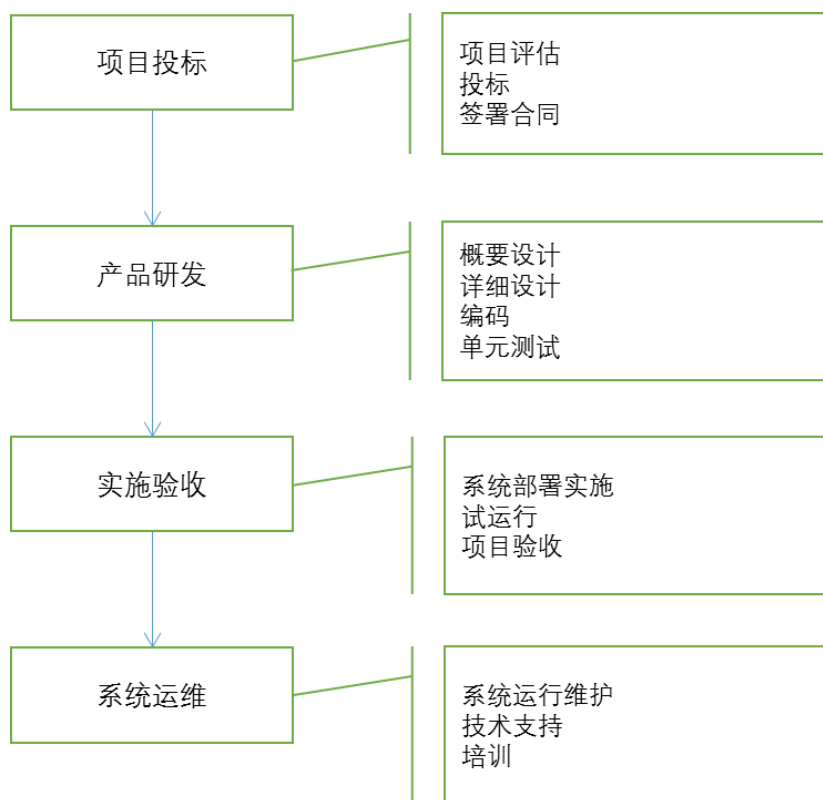 项目投标
项目评估
投标
签署合同
产品研发
概要设计
详细设计
编码
单元测试
实施验收
系统部署实施
试运行
项目验收
系统运维
系统运行维护
技术支持
培训